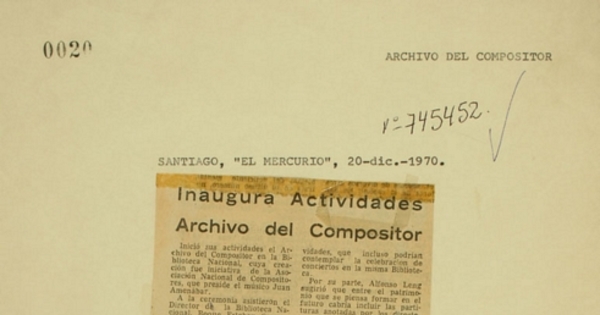 0020
ARCHIVO DEL COMPOSITOR
Nº 745452.
SANTIAGO, "EL MERCURIO", 20-dic.-1970.
Inaugura Actividades
Archivo del Compositor
Inició sus actividades el Ar-
chivo del Compositor en la Bi-
blioteca Nacional, cuya crea-
ción fue iniciativa de la Aso-
ciación Nacional de Composito-
res, que preside el músico Juan
Amenábar.
A la ceremonia asistieron el
Director de la Biblioteca Na-
cional,
vidades, que incluso podrían
contemplar la celebración de
conciertos en la misma Bibliote-
ca.
Por su parte, Alfonso Leng
sugirió que entre el patrimo-
nio que se piensa formar en el
futuro cabría incluir las parti-
turas anotadas por los